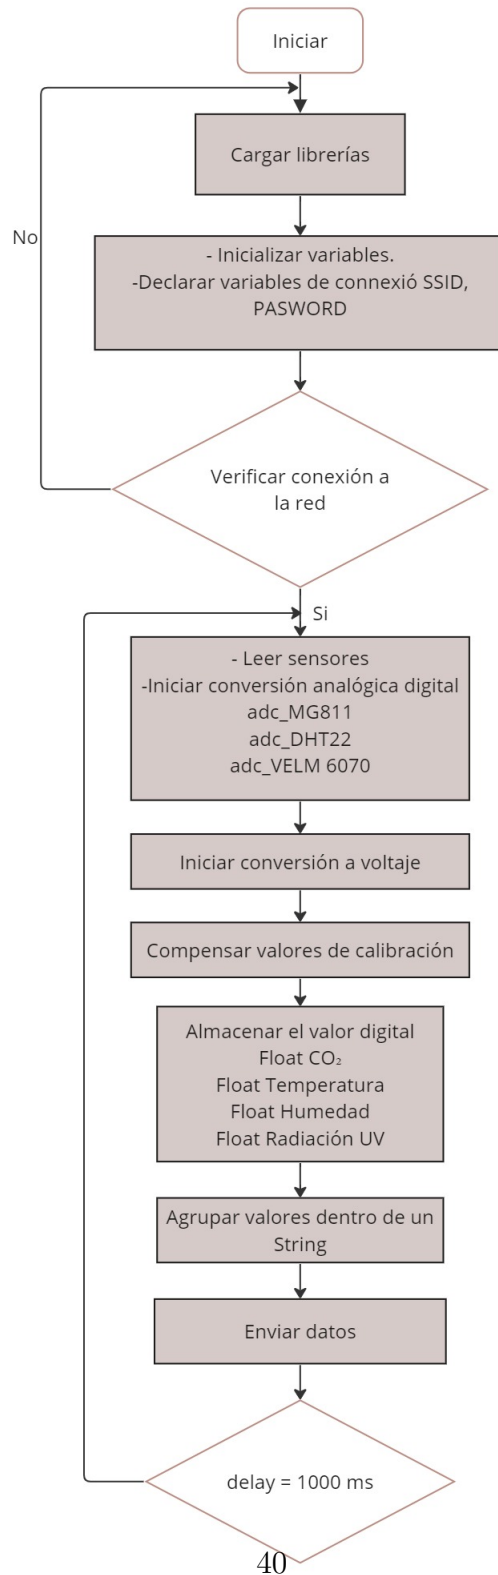 Iniciar
Cargar librerías
No
- Inicializar variables.
-Declarar variables de connexió SSID,
PASWORD
Verificar conexión a
la red
Si
- Leer sensores
-Iniciar conversión analógica digital
adc_MG811
adc_DHT22
adc_VELM 6070
Iniciar conversión a voltaje
Compensar valores de calibración
Almacenar el valor digital
Float CO₂
Float Temperatura
Float Humedad
Float Radiación UV
Agrupar valores dentro de un
String
Enviar datos
delay = 1000 ms
40